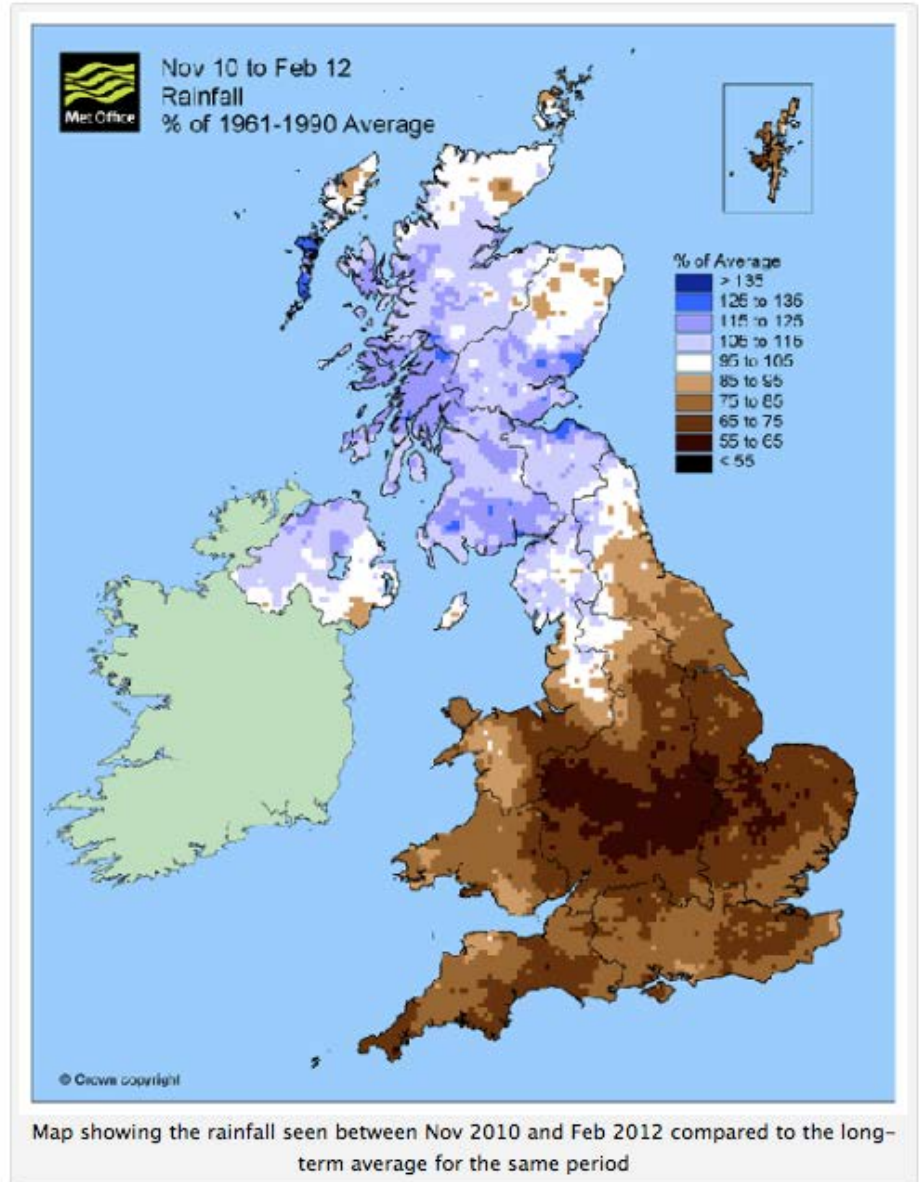 Nov 10 to Feb 12
Rainfall
% of 1961-1990 Average
Met Office
% of Average
> 135
125 to 135
115 to 125
105 to 115
95 to 105
85 to 95
75 to 85
65 to 75
55 to 65
< 55
© Crown copyright
Map showing the rainfall seen between Nov 2010 and Feb 2012 compared to the long-
term average for the same period